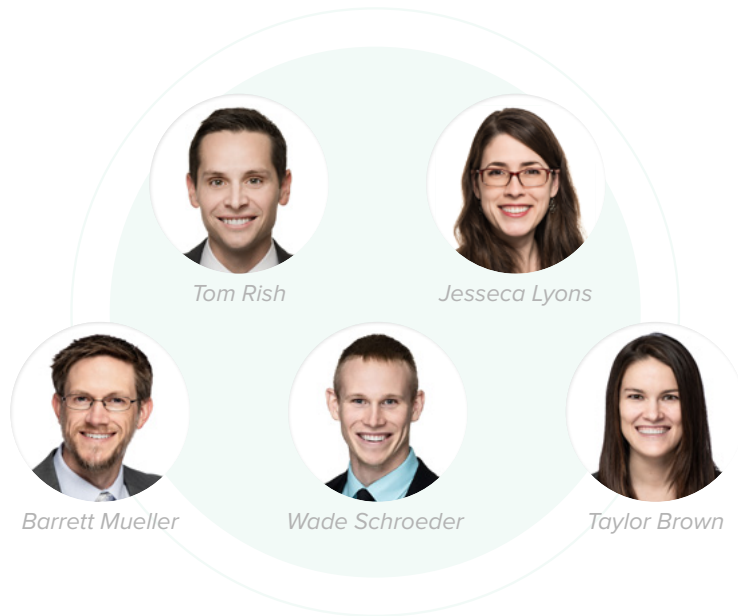 Tom Rish
Jesseca Lyons
Barrett Mueller
Wade Schroeder
Taylor Brown